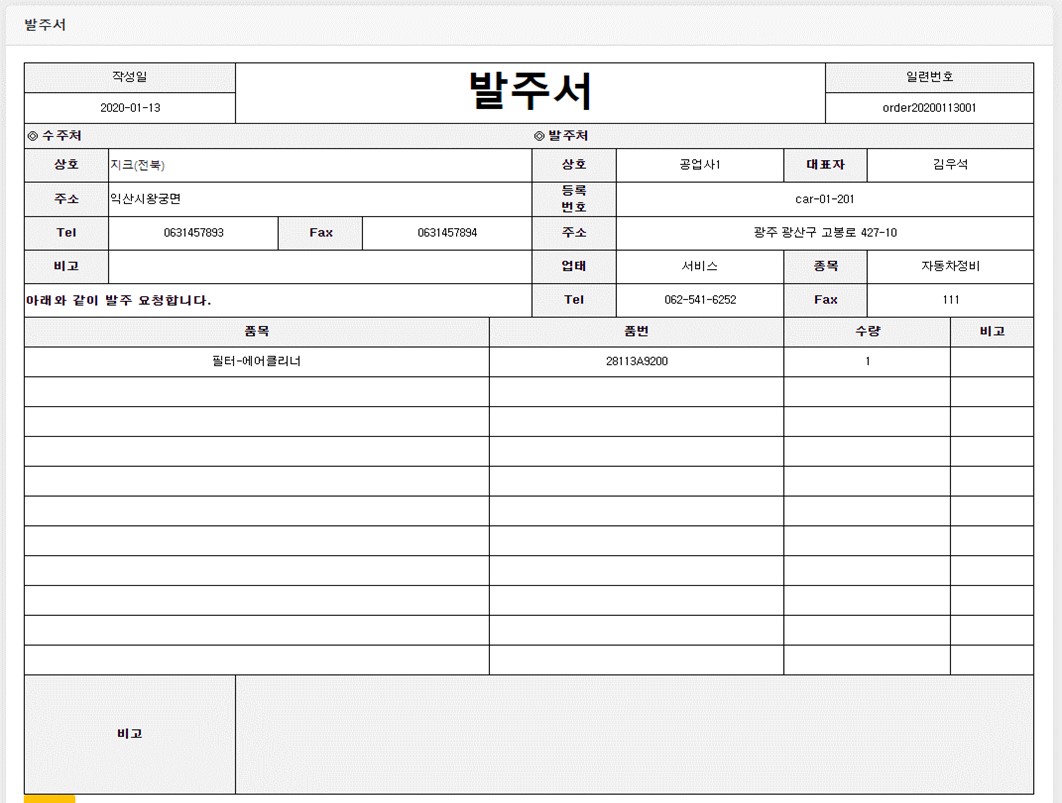 발주서
작성일
발주서
일련번호
2020-01-13
order20200113001
◎ 수주처
◎ 발주처
상호 지크(전북) 상호 공업사1 대표자 김우석
주소 익산시왕궁면 등록
번호 car-01-201
Tel 0631457893 Fax 0631457894 주소 광주 광산구 고봉로 427-10
비고 업태 서비스 종목 자동차정비
아래와 같이 발주 요청합니다. Tel 062-541-6252 Fax 111
품목 품번 수량 비고
필터-에어클리너 28113A9200 1
비고